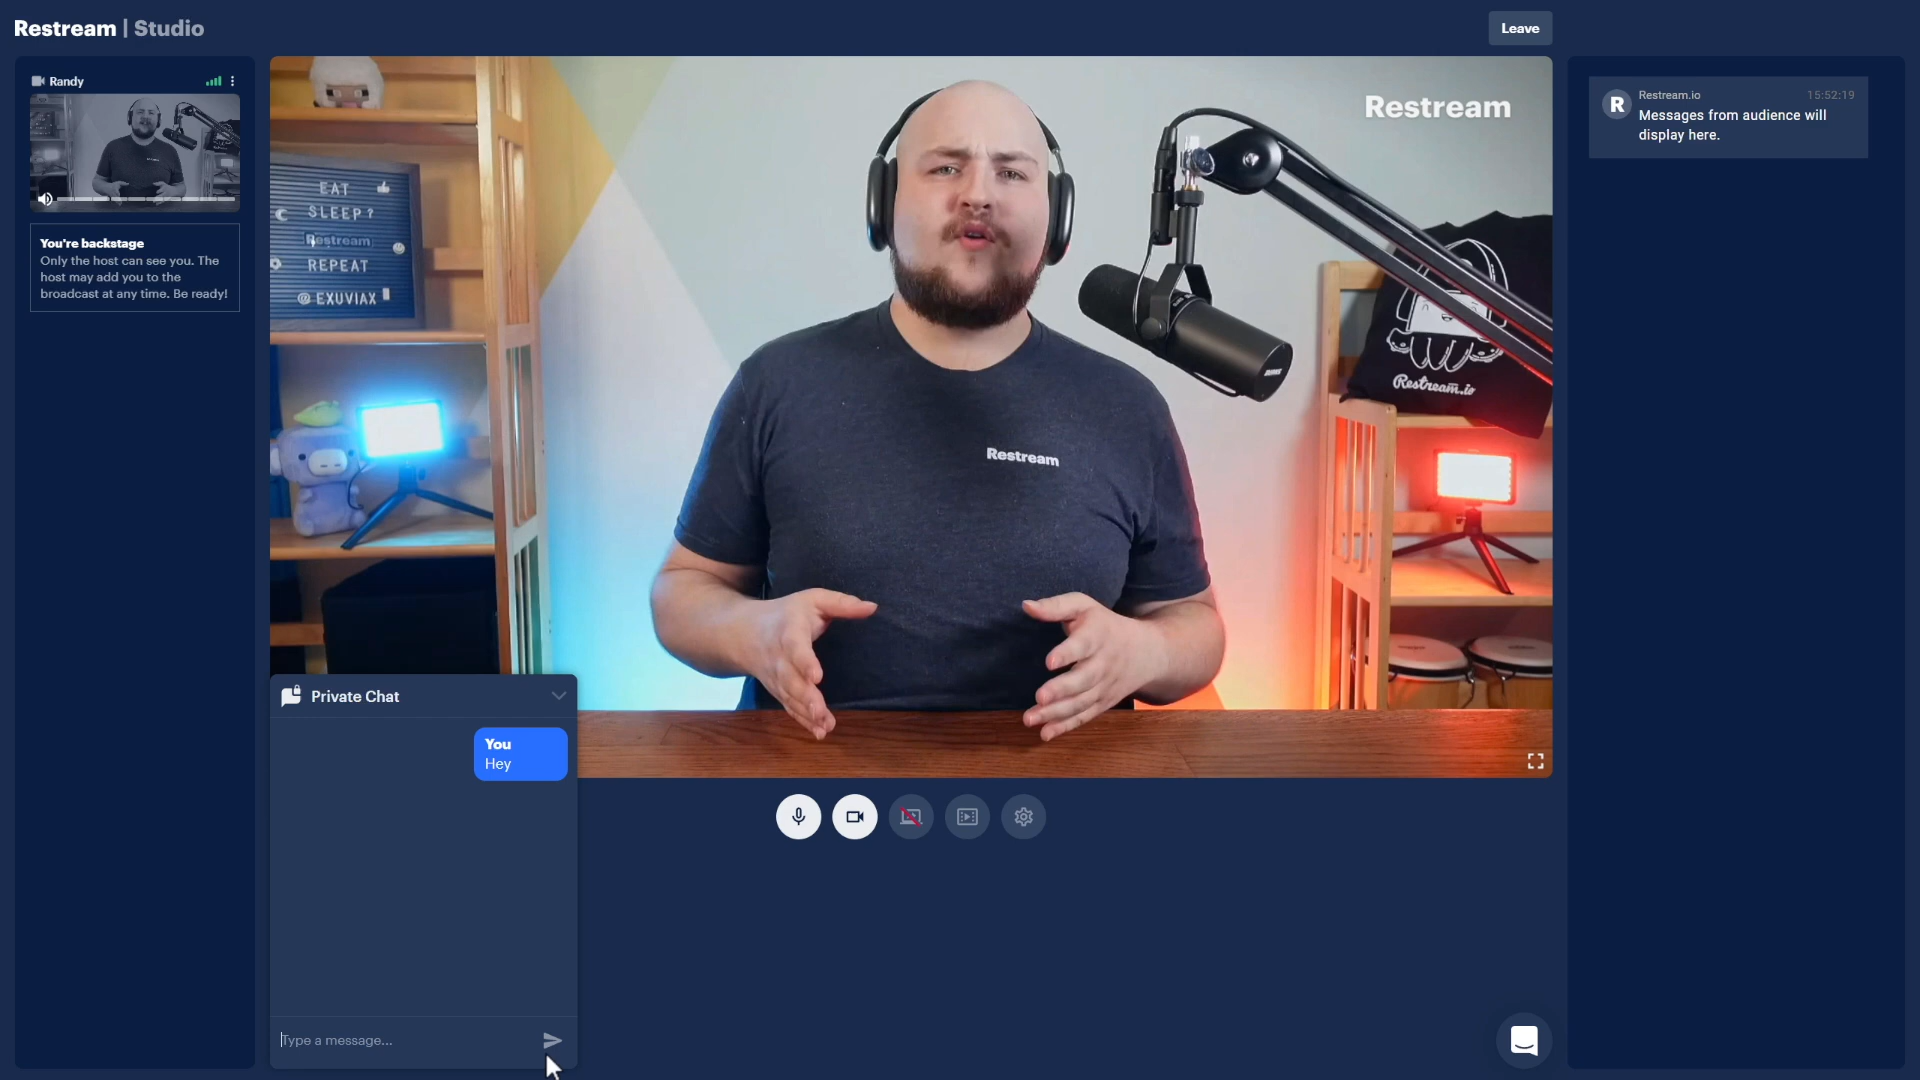 Restream | Studio
Leave
Randy
You're backstage
Only the host can see you. The
host may add you to the
broadcast at any time. Be ready!
EAT
SLEEP?
Restream
REPEAT
@EXUVIAX
Restream
Restream
Restream.io
R
Restream.io
15:52:19
Messages from audience will
display here.
Private Chat
You
Hey
Type a message...